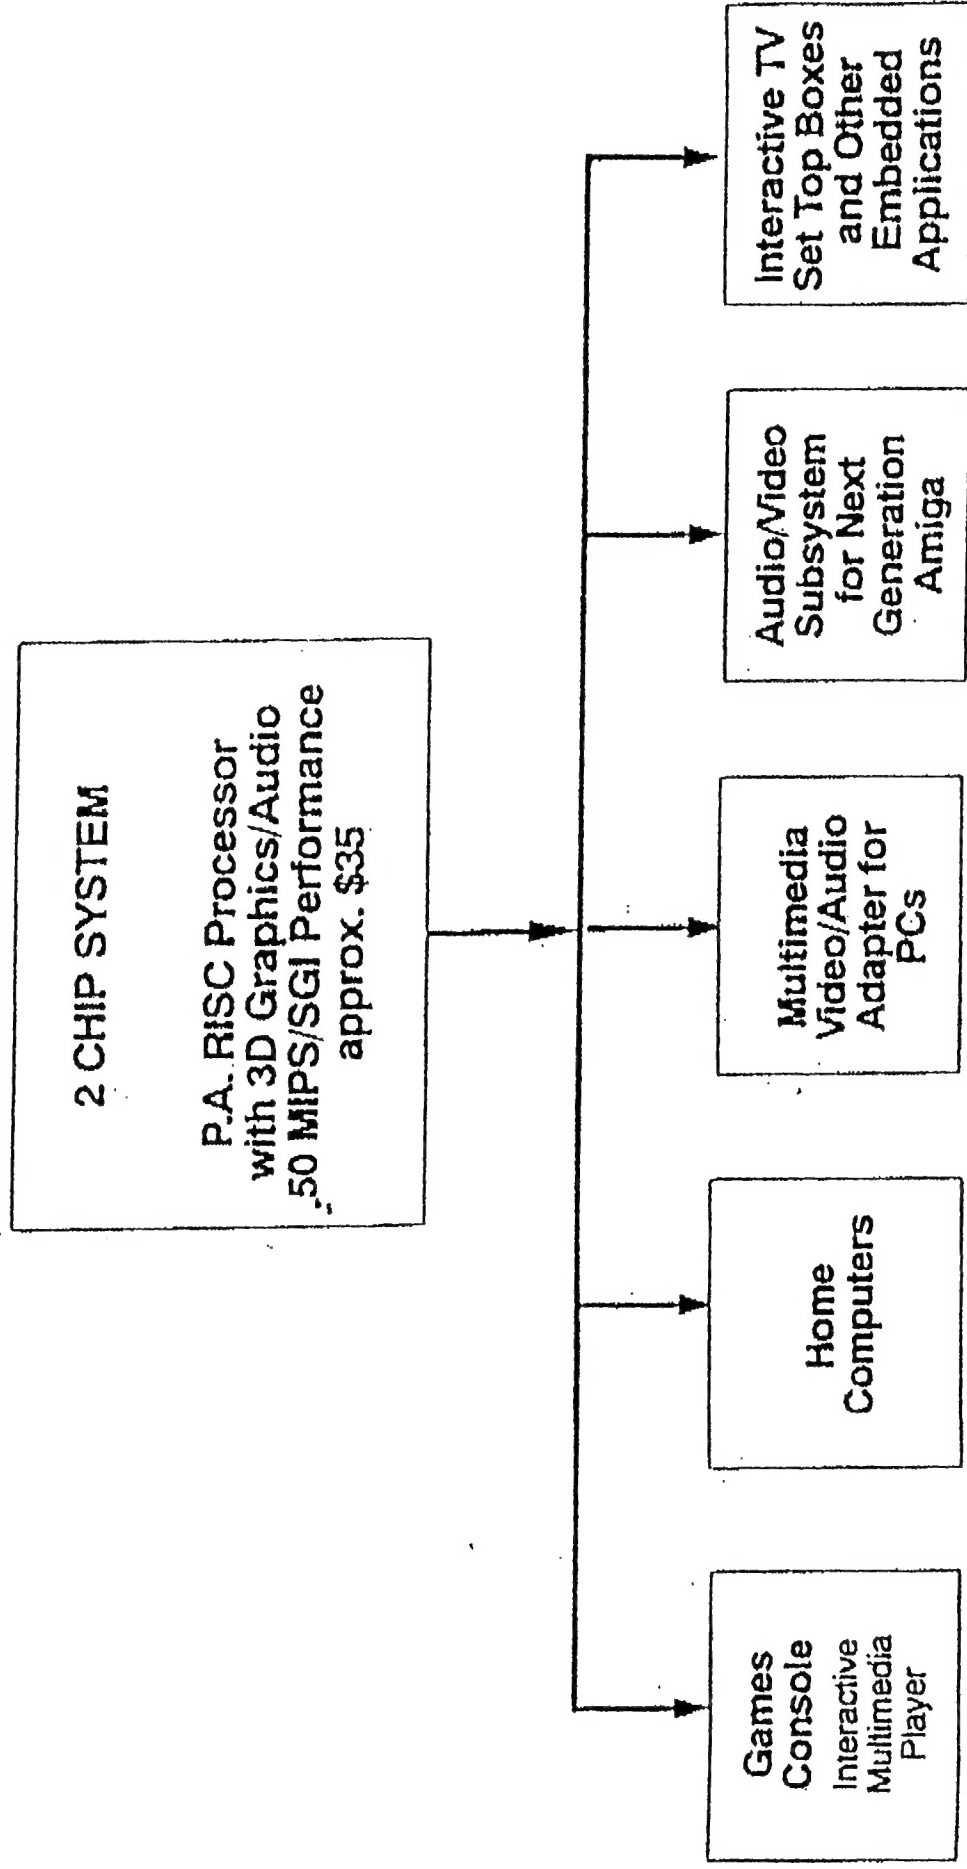 2 CHIP SYSTEM
P.A. RISC Processor
with 3D Graphics/Audio
50 MIPS/SGI Performance
approx. $35
Games
Console
Interactive
Multimedia
Player
Home
Computers
Multimedia
Video/Audio
Adapter for
PCs
Audio/Video
Subsystem
for Next
Generation
Amiga
Interactive TV
Set Top Boxes
and Other
Embedded
Applications